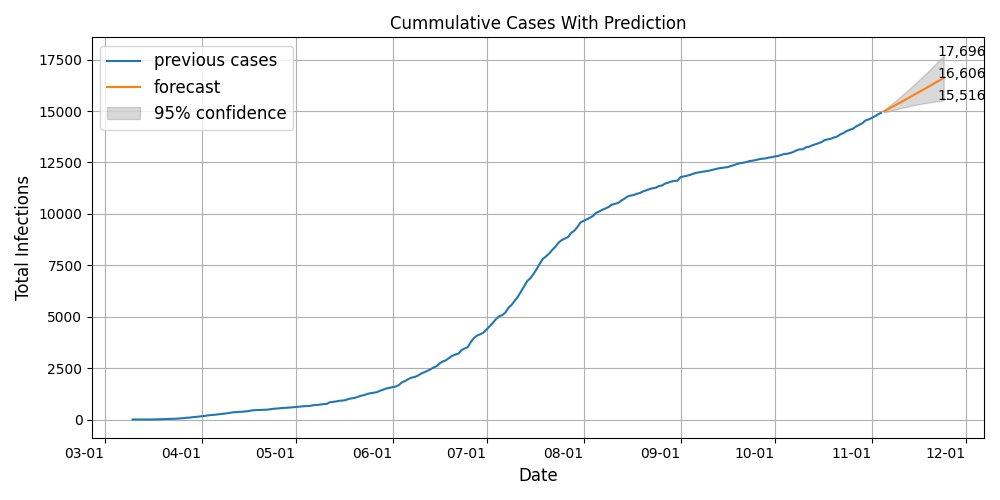 Cummulative Cases With Prediction
previous cases
forecast
95% confidence
17,696
16,606
15,516
17500
15000
12500
10000
7500
5000
2500
0
Total Infections
03-01 04-01 05-01 06-01 07-01 08-01 09-01 10-01 11-01 12-01
Date